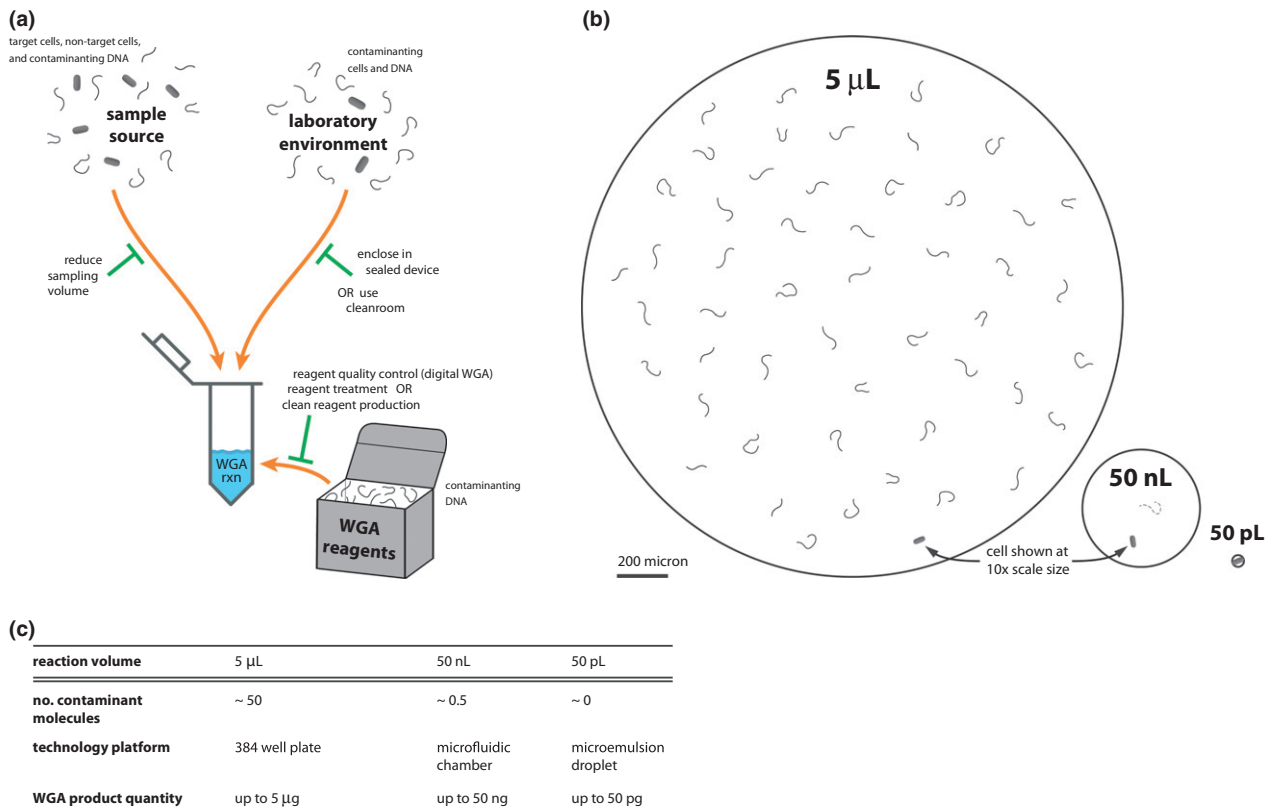 (a)
target cells, non-target cells,
and contaminanting DNA
sample
source
contaminanting
cells and DNA
laboratory
environment
reduce
sampling
volume
enclose in
sealed device
OR use
cleanroom
reagent quality control (digital WGA)
reagent treatment OR
clean reagent production
WGA
rxn
contaminanting
DNA
WGA
reagents
(b)
5 μL
50 nL
50 pL
200 micron
cell shown at
10x scale size
(c)
reaction volume 5 μL 50 nL 50 pL
no. contaminant ~ 50 ~ 0.5 ~ 0
molecules
technology platform 384 well plate microfluidic microemulsion
chamber droplet
WGA product quantity up to 5 μg up to 50 ng up to 50 pg